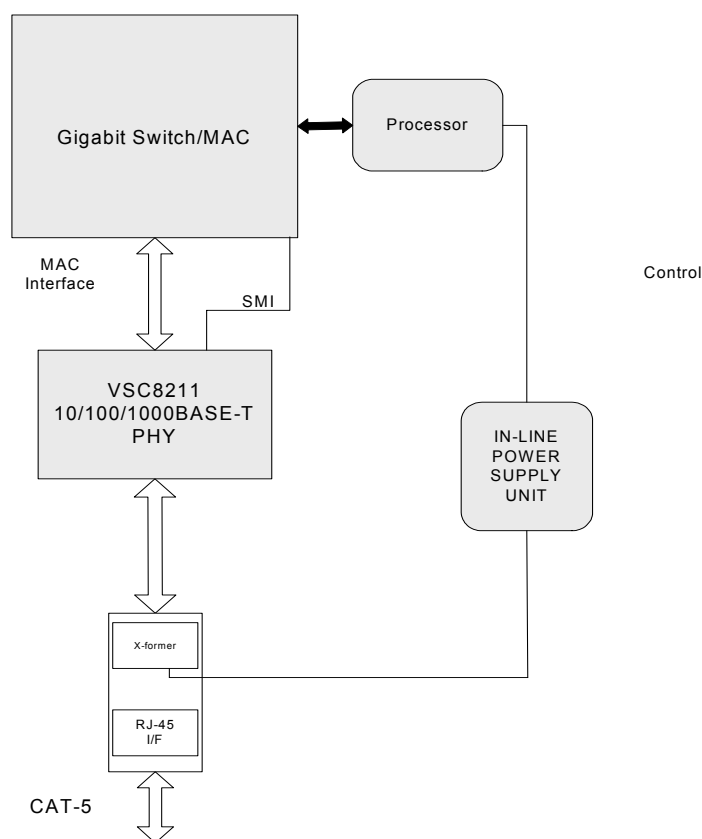 Gigabit Switch/MAC
Processor
MAC
Interface
SMI
Control
VSC8211
10/100/1000BASE-T
PHY
IN-LINE
POWER
SUPPLY
UNIT
X-former
RJ-45
I/F
CAT-5